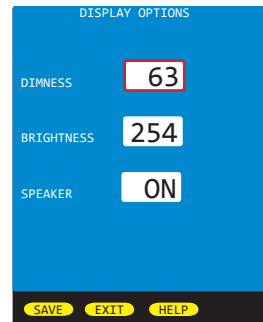 DISPLAY OPTIONS
DIMNESS 63
BRIGHTNESS 254
SPEAKER ON
SAVE EXIT HELP